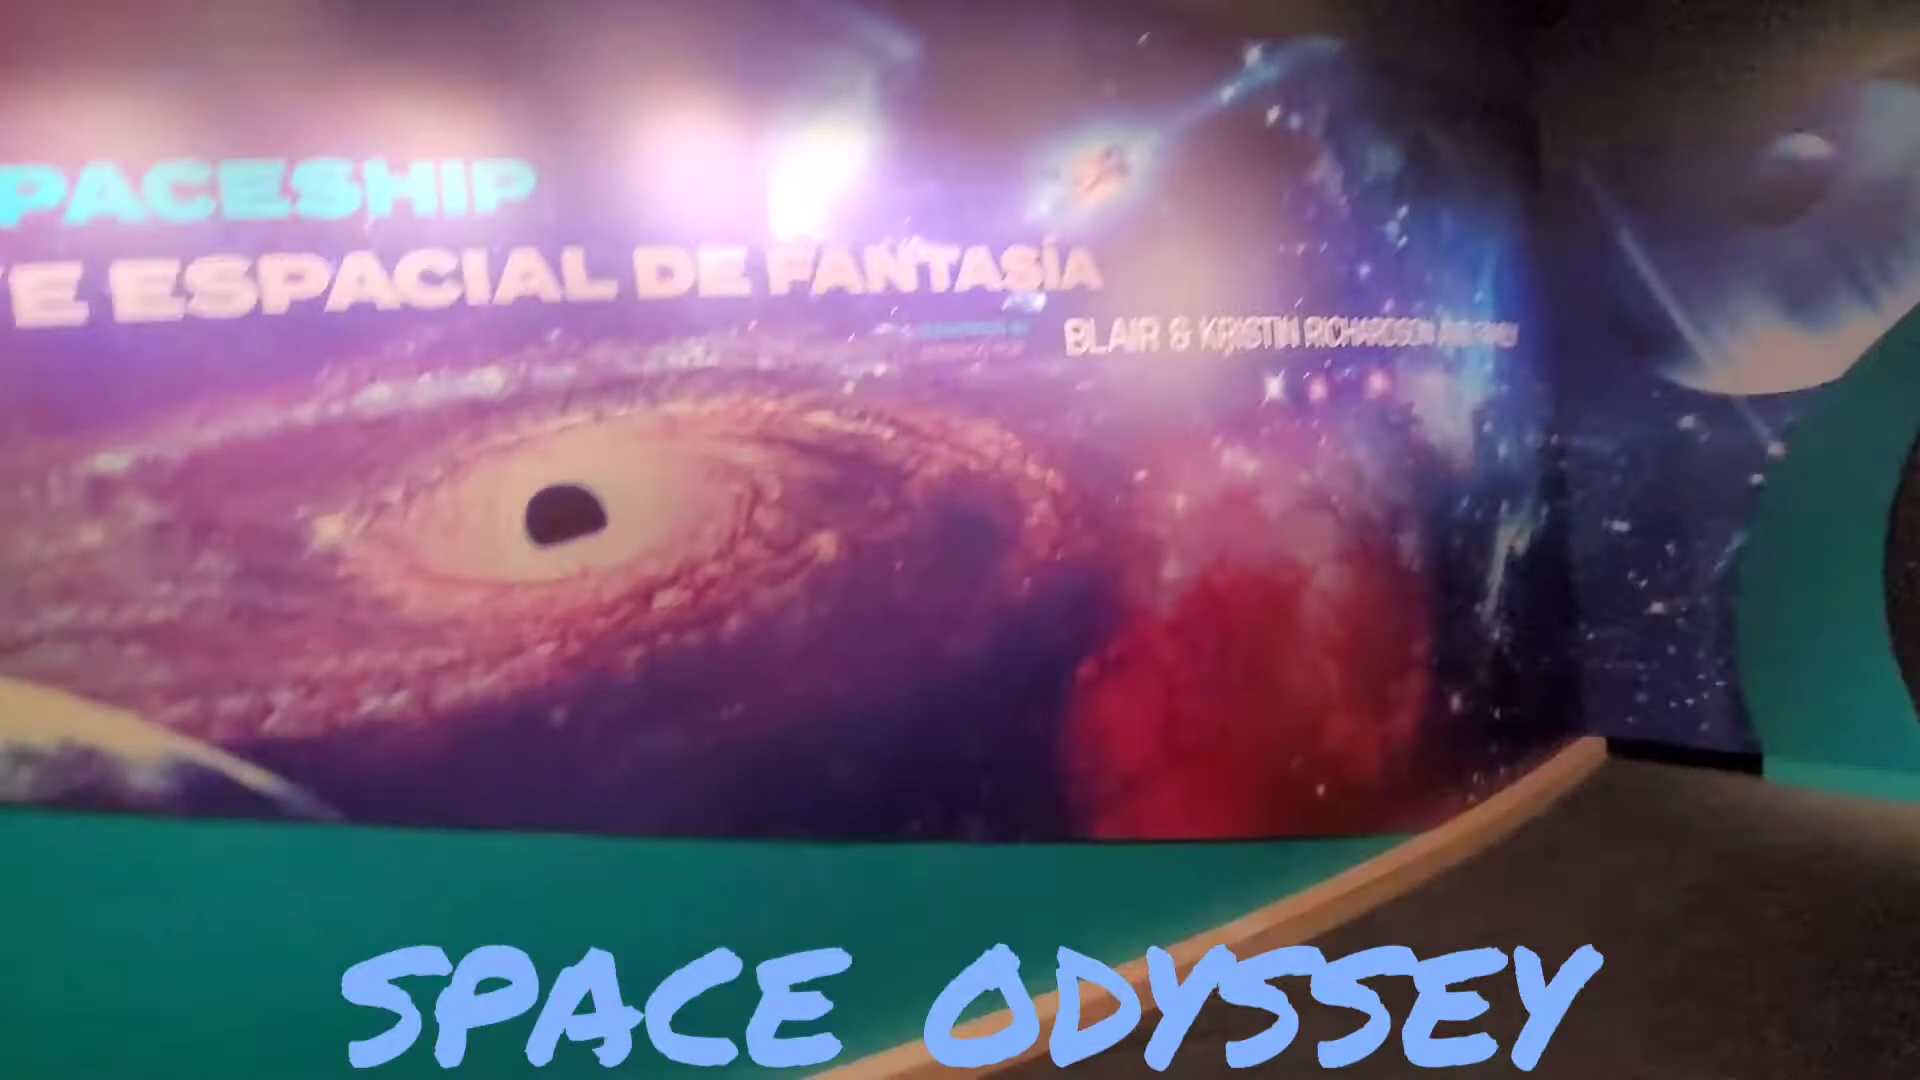 PACESHIP
E ESPACIAL DE FANTASÍA
BLAIR & KRISTIN RICHARDSON
SPACE ODYSSEY